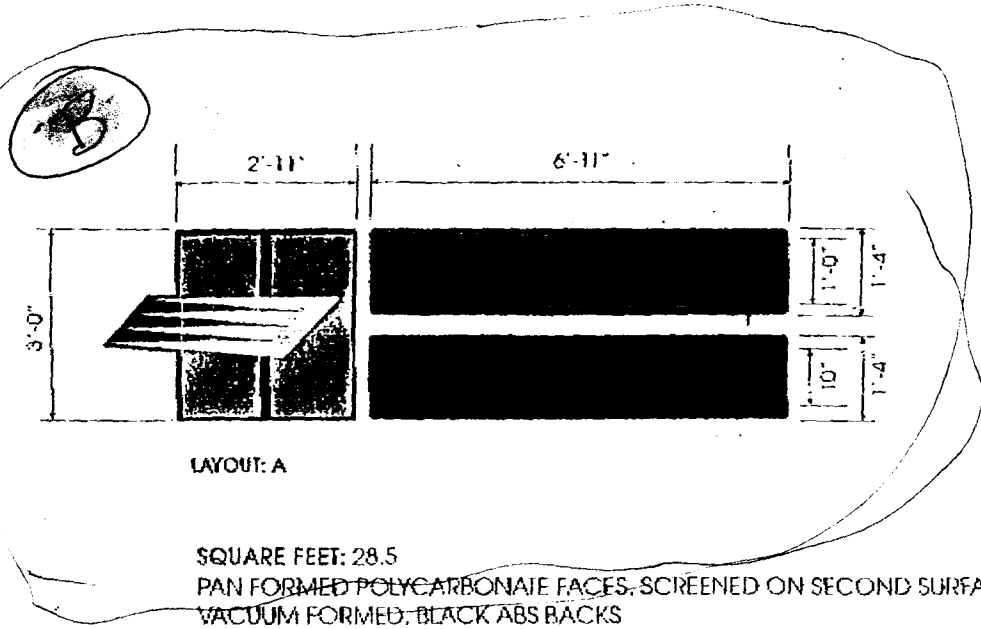 2'-11" 6'-11"
3'-0"
1'-0"
1'-4"
10"
1'-4"
LAYOUT: A
SQUARE FEET: 28.5
PAN FORMED POLYCARBONATE FACES, SCREENED ON SECOND SURFA
VACUUM FORMED, BLACK ABS BACKS